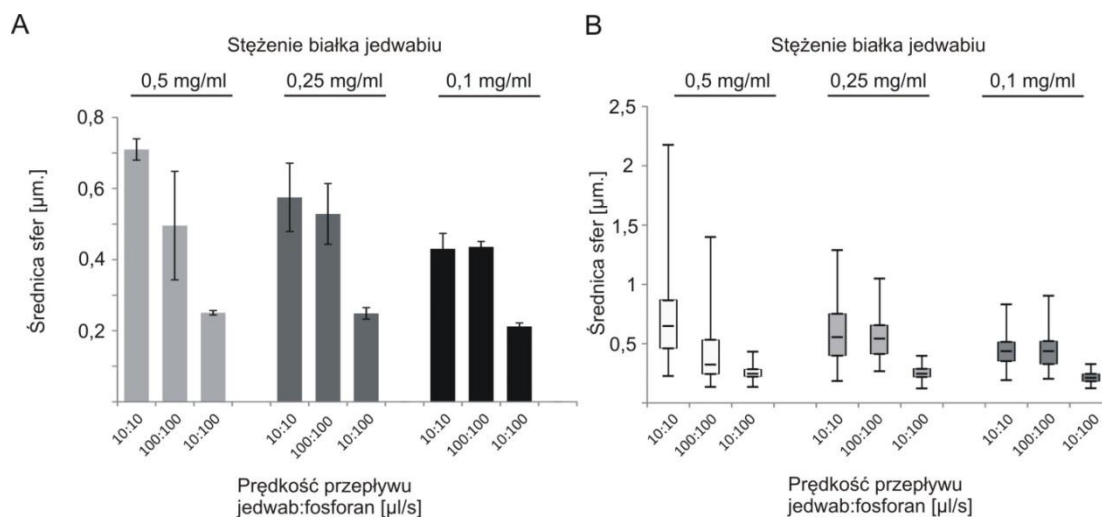 A
Stężenie białka jedwabiu
0,5 mg/ml 0,25 mg/ml 0,1 mg/ml
Średnica sfer [µm.]
0,8
0,6
0,4
0,2
10:10 100:100 10:100 10:10 100:100 10:100 10:10 100:100 10:100
Prędkość przepływu
jedwab:fosforan [µl/s]
B
Stężenie białka jedwabiu
0,5 mg/ml 0,25 mg/ml 0,1 mg/ml
Średnica sfer [µm.]
2,5
2
1,5
1
0,5
10:10 100:100 10:100 10:10 100:100 10:100 10:10 100:100 10:100
Prędkość przepływu
jedwab:fosforan [µl/s]